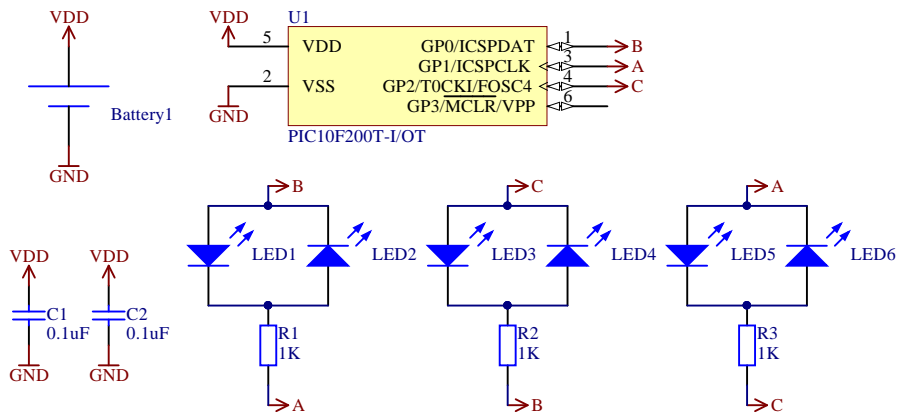 VDD
Battery1
GND
VDD
U1
5 VDD GP0/ICSPDAT 1 B
GP1/ICSPCLK 3 A
2 VSS GP2/T0CKI/FOSC4 4 C
GP3/MCLR/VPP 6
GND
PIC10F200T-I/OT
B C A
LED1 LED2 LED3 LED4 LED5 LED6
VDD VDD
C1 C2
0.1uF 0.1uF
GND GND
R1 R2 R3
1K 1K 1K
A B C